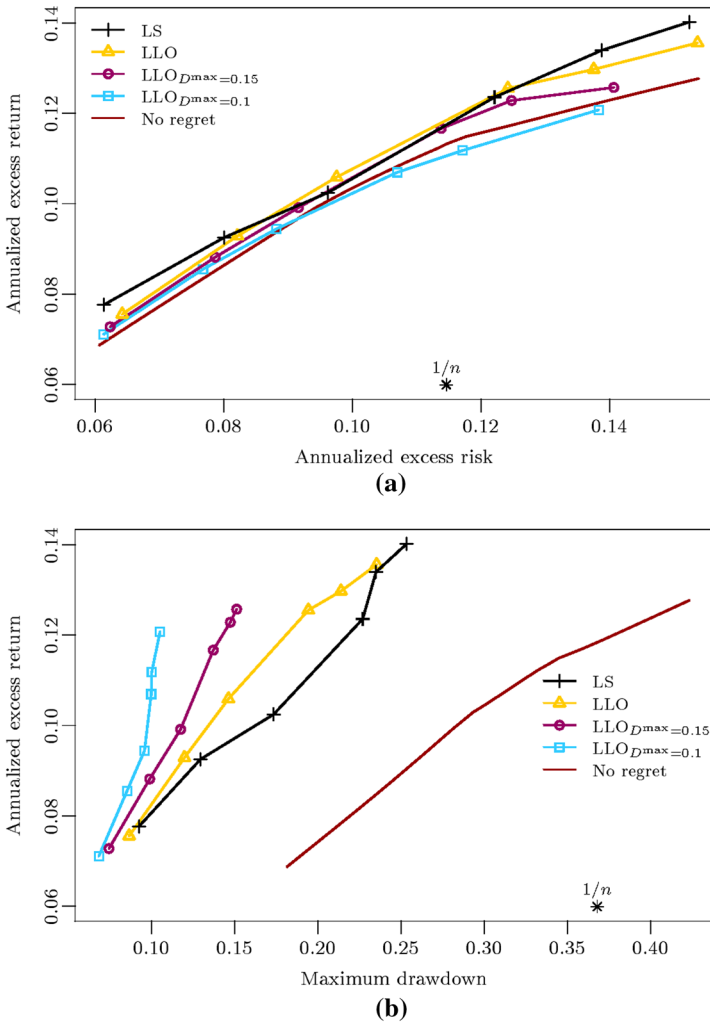 0.14
0.12
0.10
0.08
0.06
Annualized excess return
LS
LLO
LLO_{D^{max}=0.15}
LLO_{D^{max}=0.1}
No regret
1/n
0.06 0.08 0.10 0.12 0.14
Annualized excess risk
(a)
0.14
0.12
0.10
0.08
0.06
Annualized excess return
LS
LLO
LLO_{D^{max}=0.15}
LLO_{D^{max}=0.1}
No regret
1/n
0.10 0.15 0.20 0.25 0.30 0.35 0.40
Maximum drawdown
(b)